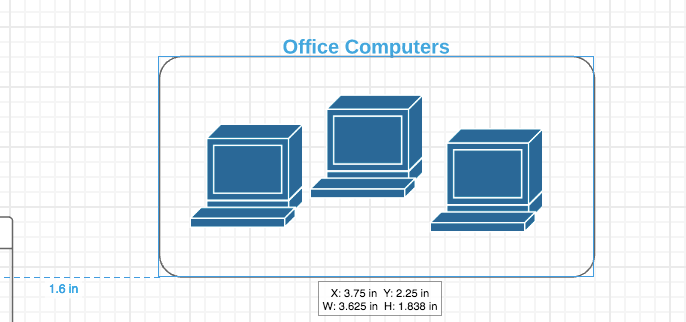 Office Computers
1.6 in
X: 3.75 in Y: 2.25 in
W: 3.625 in H: 1.838 in